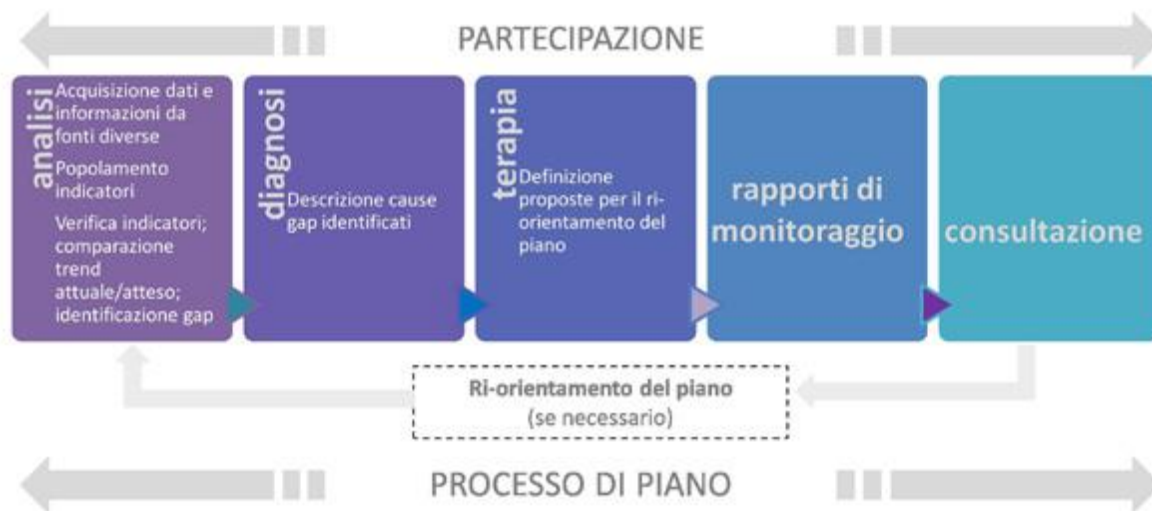 PARTECIPAZIONE
analisi
Acquisizione dati e
informazioni da
fonti diverse
Popolamento
indicatori
Verifica indicatori;
comparazione
trend
attuale/atteso;
identificazione gap
diagnosi
Descrizione cause
gap identificati
terapia
Definizione
proposte per il ri-
orientamento del
piano
rapporti di
monitoraggio
consultazione
Ri-orientamento del piano
(se necessario)
PROCESSO DI PIANO